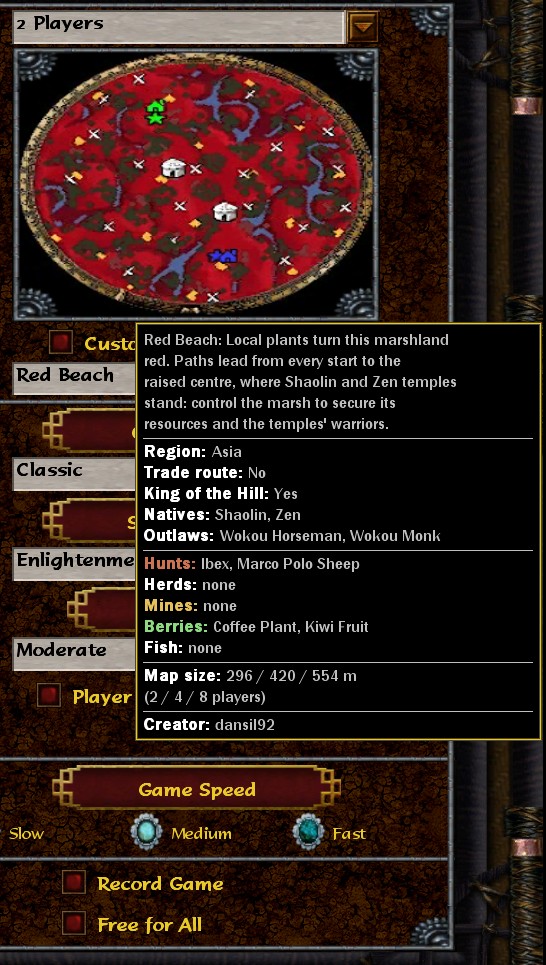 2 Players
Custo
Red Beach
Classic
S
Enlightenme
Moderate
Player
Red Beach: Local plants turn this marshland
red. Paths lead from every start to the
raised centre, where Shaolin and Zen temples
stand: control the marsh to secure its
resources and the temples' warriors.
Region: Asia
Trade route: No
King of the Hill: Yes
Natives: Shaolin, Zen
Outlaws: Wokou Horseman, Wokou Monk
Hunts: Ibex, Marco Polo Sheep
Herds: none
Mines: none
Berries: Coffee Plant, Kiwi Fruit
Fish: none
Map size: 296 / 420 / 554 m
(2 / 4 / 8 players)
Creator: dansil92
Game Speed
Slow Medium Fast
Record Game
Free for All